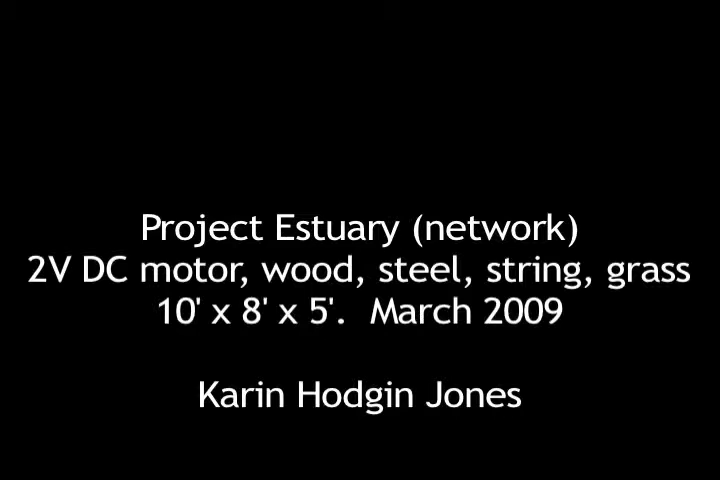 Project Estuary (network)
2V DC motor, wood, steel, string, grass
10' x 8' x 5'.  March 2009
Karin Hodgin Jones